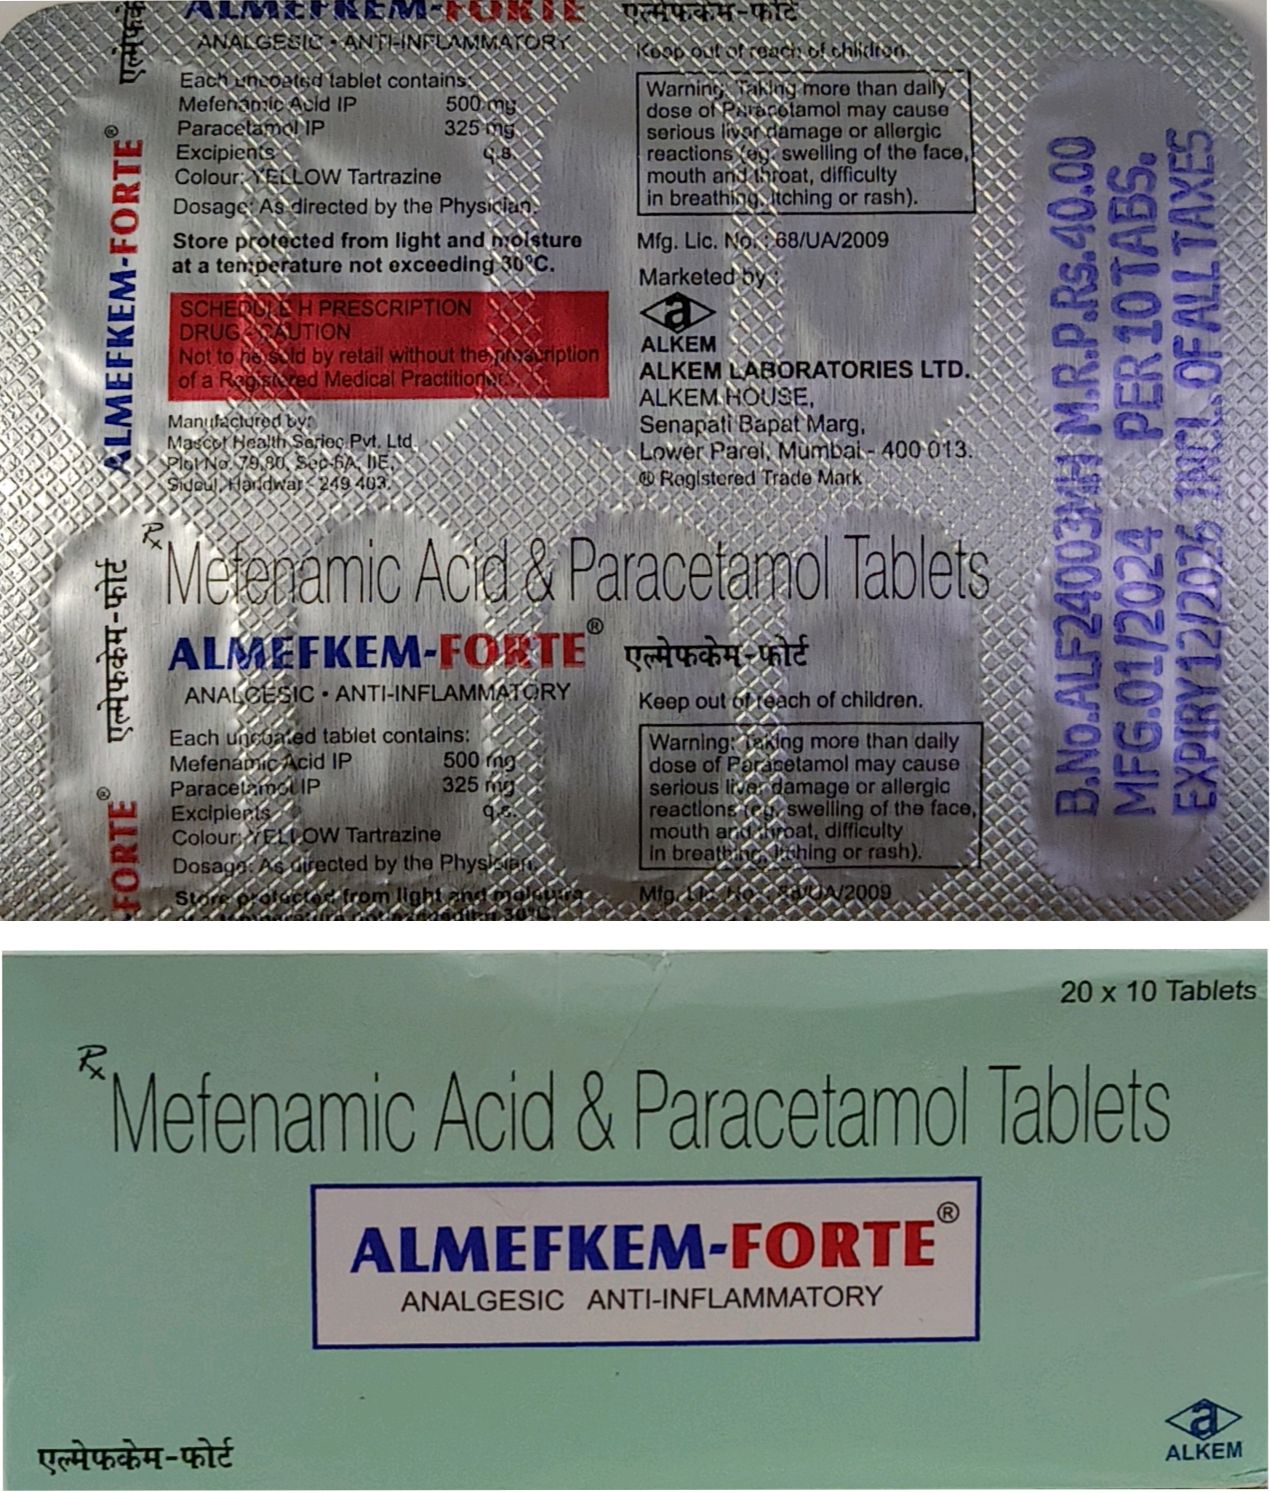 ALMEFKEM-FORTE
ANALGESIC • ANTI-INFLAMMATORY
Each uncoated tablet contains:
Mefenamic Acid IP 500 mg
Paracetamol IP 325 mg
Excipients q.s.
Colour: YELLOW Tartrazine
Dosage: As directed by the Physician.
Store protected from light and moisture
at a temperature not exceeding 30°C.
SCHEDULE H PRESCRIPTION
DRUG - CAUTION
Not to be sold by retail without the prescription
of a Registered Medical Practitioner.
Manufactured by:
Mascot Health Series Pvt. Ltd.
Plot No. 79,80, Sec-6A, IIE,
Sidcul, Haridwar - 249 403.
एल्मेफकेम-फोर्ट
Keep out of reach of children.
Warning: Taking more than daily
dose of Paracetamol may cause
serious liver damage or allergic
reactions (eg. swelling of the face,
mouth and throat, difficulty
in breathing, itching or rash).
Mfg. Lic. No. : 68/UA/2009
Marketed by :
a
ALKEM
ALKEM LABORATORIES LTD.
ALKEM HOUSE,
Senapati Bapat Marg,
Lower Parel, Mumbai - 400 013.
® Registered Trade Mark
एल्मेफकेम
ALMEFKEM-FORTE®
एल्मेफकेम-फोर्ट
-FORTE®
Rx Mefenamic Acid & Paracetamol Tablets
ALMEFKEM-FORTE®
ANALGESIC • ANTI-INFLAMMATORY
Each uncoated tablet contains:
Mefenamic Acid IP 500 mg
Paracetamol IP 325 mg
Excipients q.s.
Colour: YELLOW Tartrazine
Dosage: As directed by the Physician.
Store protected from light and moisture
at a temperature not exceeding 30°C.
एल्मेफकेम-फोर्ट
Keep out of reach of children.
Warning: Taking more than daily
dose of Paracetamol may cause
serious liver damage or allergic
reactions (eg. swelling of the face,
mouth and throat, difficulty
in breathing, itching or rash).
Mfg. Lic. No. : 68/UA/2009
B.No.ALF24003MH M.R.P.Rs.40.00
MFG.01/2024 PER 10 TABS.
EXPIRY 12/2026 INCL. OF ALL TAXES
20 x 10 Tablets
Rx Mefenamic Acid & Paracetamol Tablets
ALMEFKEM-FORTE®
ANALGESIC ANTI-INFLAMMATORY
एल्मेफकेम-फोर्ट
a
ALKEM